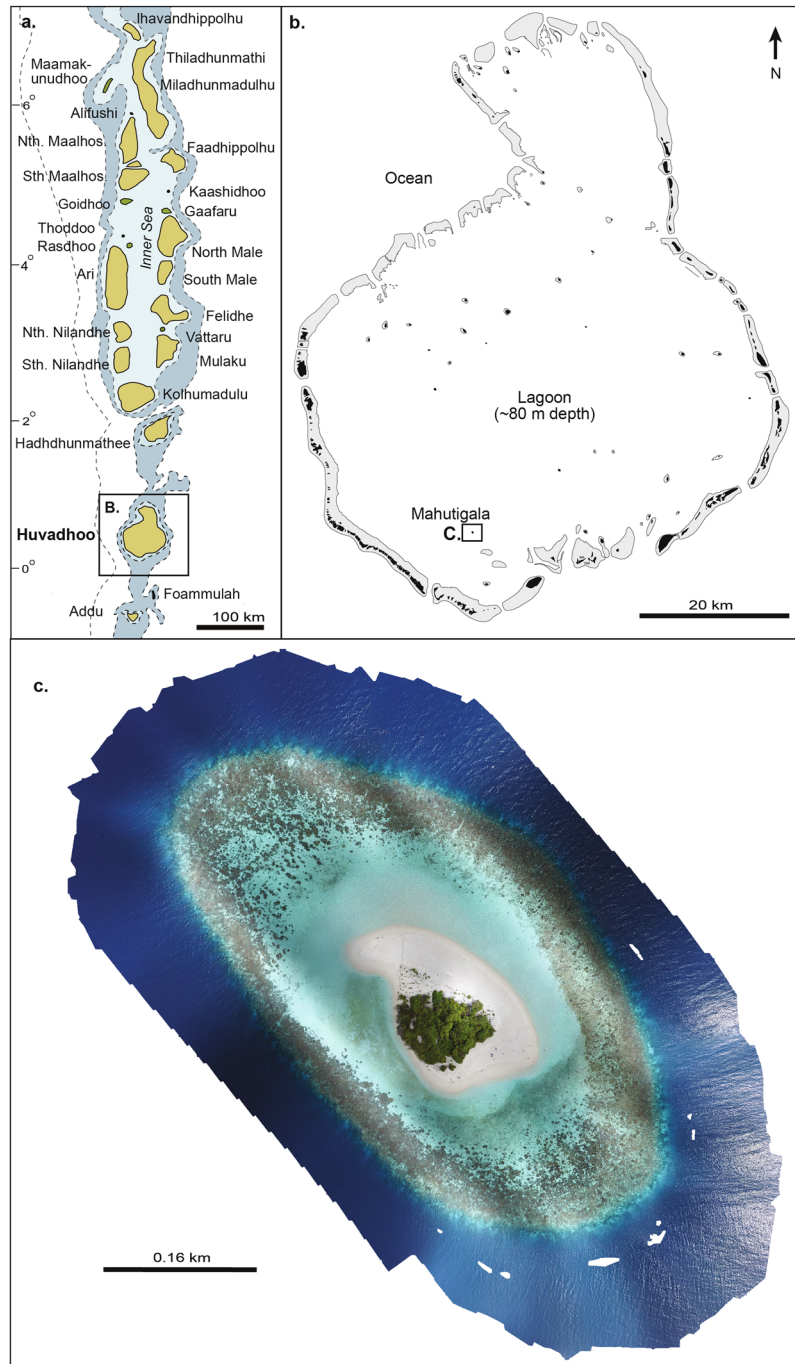 a.
Ihavandhippolhu
Thiladhunmathi
Maamak-
unudhoo
Miladhunmadulhu
6°
Alifushi
Nth. Maalhos.
Faadhippolhu
Sth Maalhos.
Kaashidhoo
Goidhoo
Gaafaru
Inner Sea
Thoddoo
Rasdhoo
North Male
4°
Ari
South Male
Felidhe
Nth. Nilandhe
Vattaru
Sth. Nilandhe
Mulaku
Kolhumadulu
2°
Hadhdhunmathee
B.
Huvadhoo
0°
Foammulah
Addu
100 km
b.
N
Ocean
Lagoon
(~80 m depth)
Mahutigala
C.
20 km
c.
0.16 km